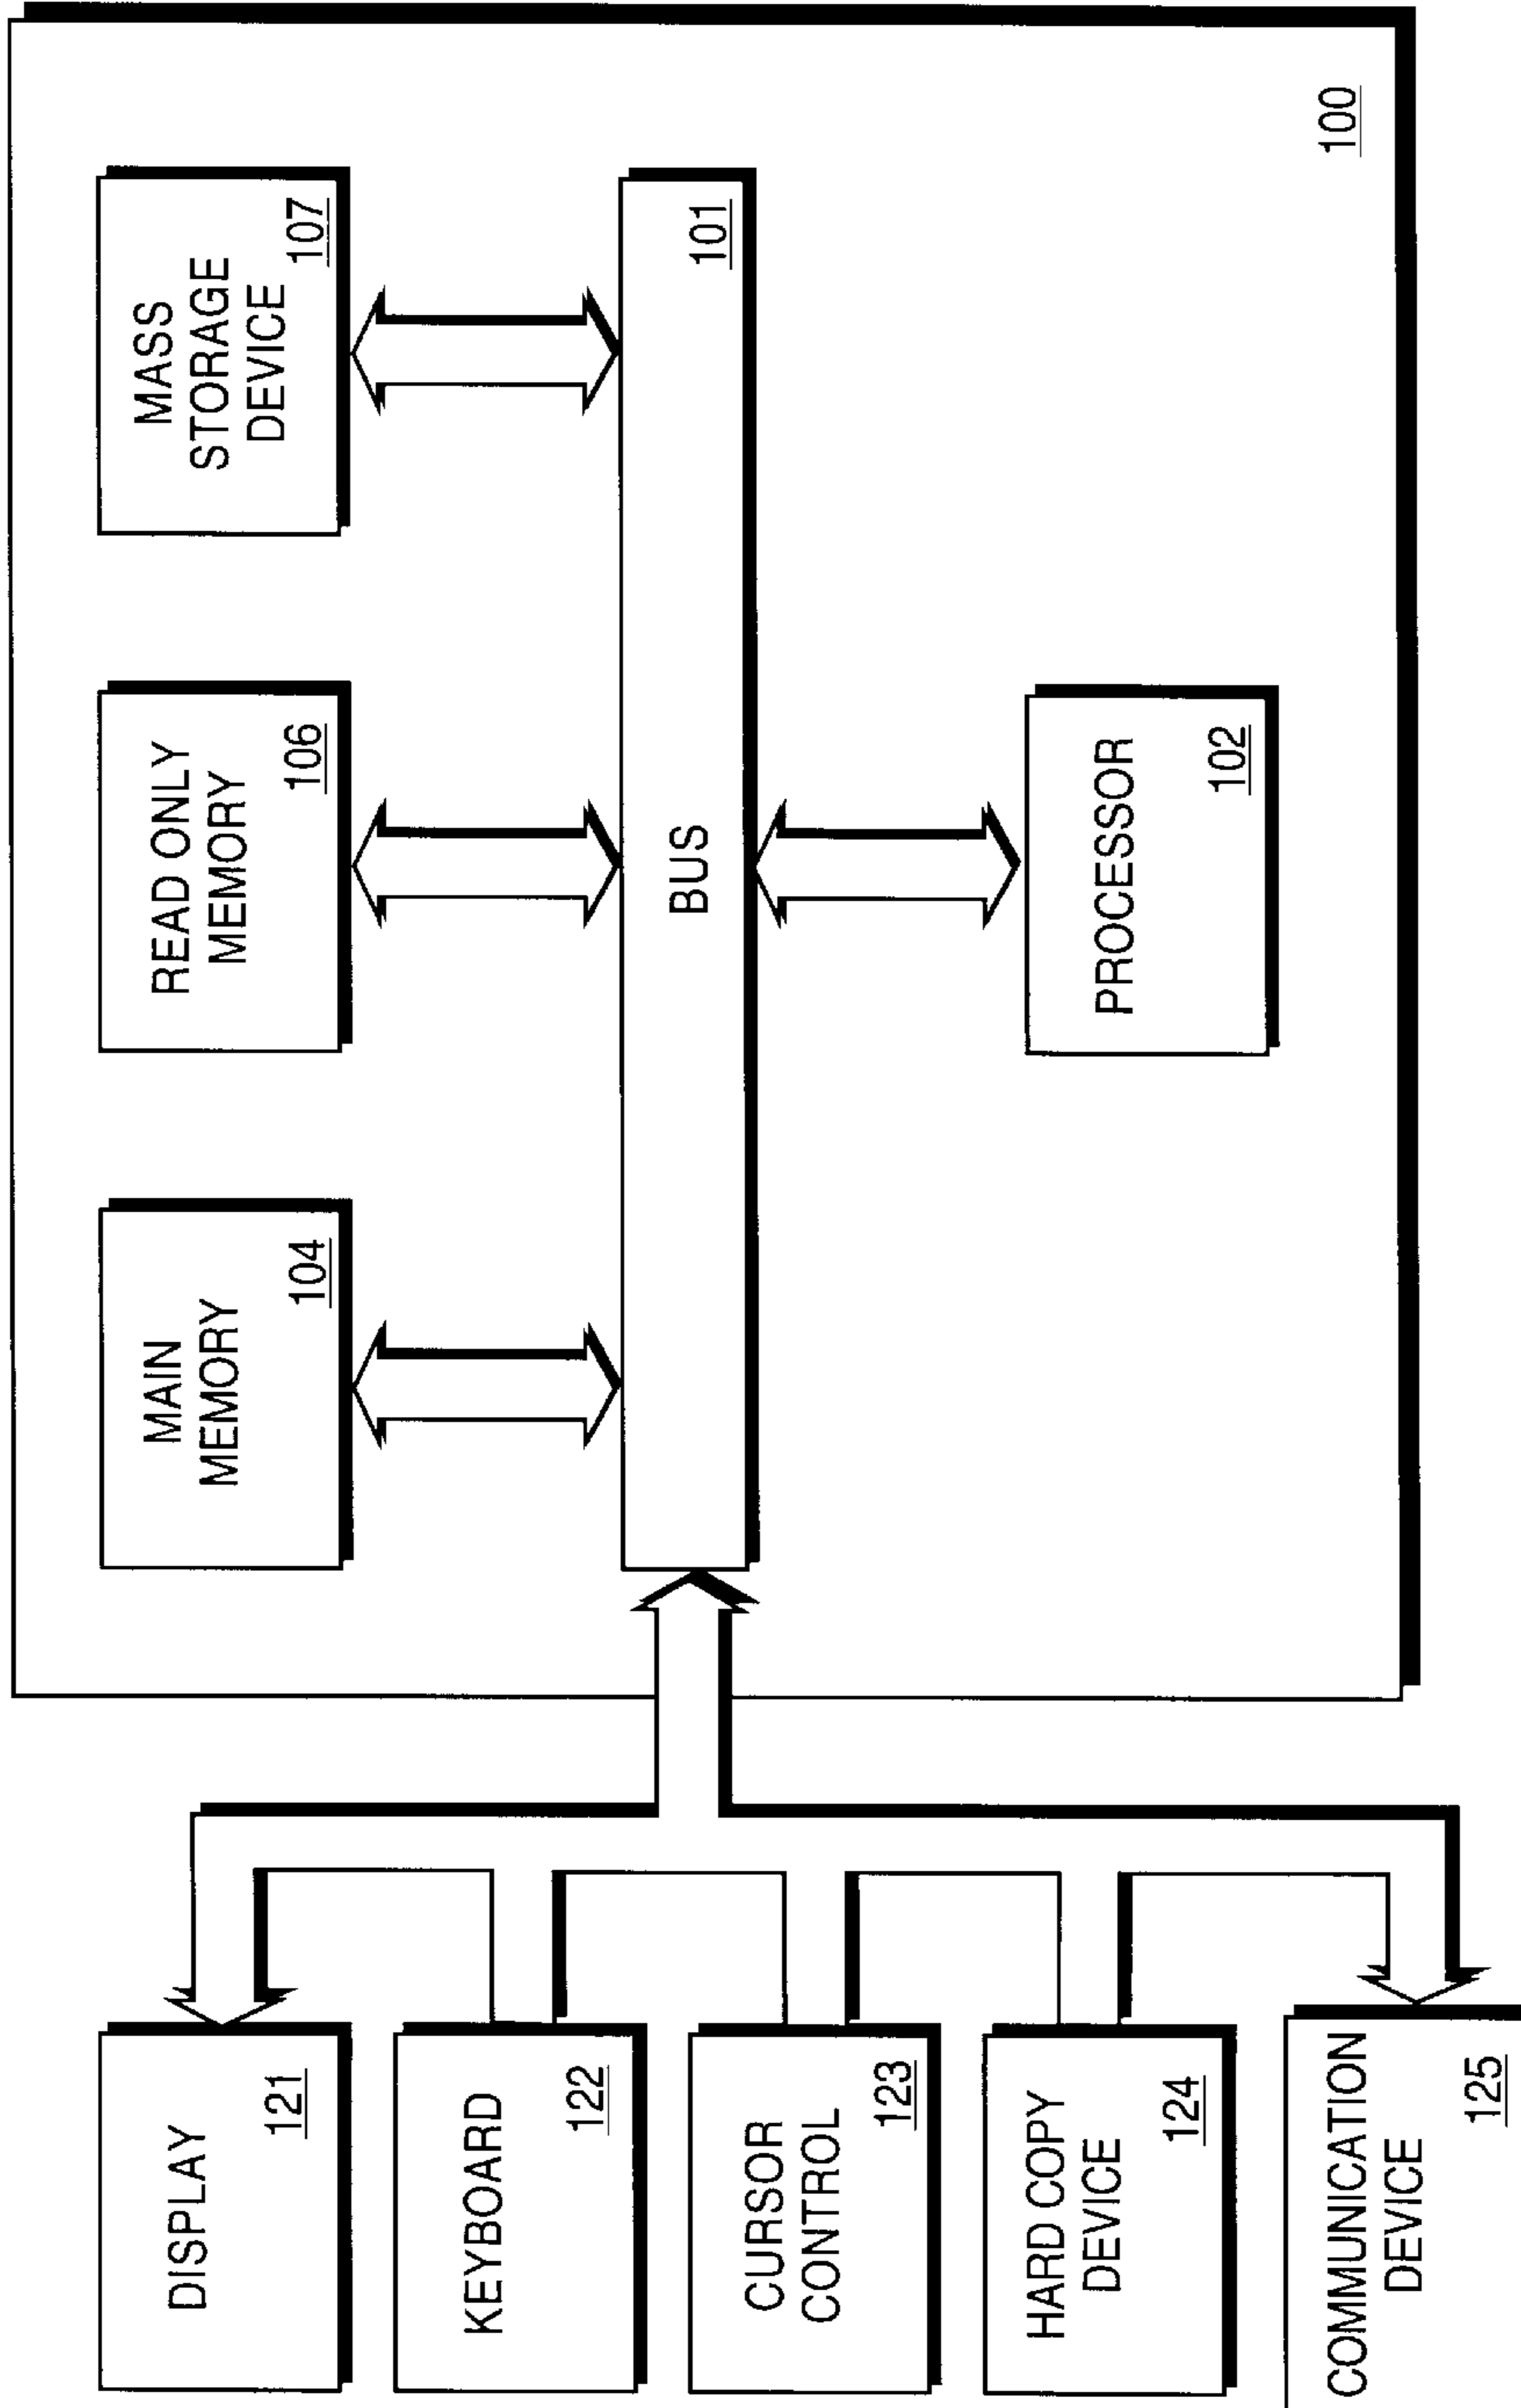 DISPLAY
121
KEYBOARD
122
CURSOR
CONTROL
123
HARD COPY
DEVICE
124
COMMUNICATION
DEVICE
125
MAIN
MEMORY
104
READ ONLY
MEMORY
106
MASS
STORAGE
DEVICE
107
BUS
101
PROCESSOR
102
100